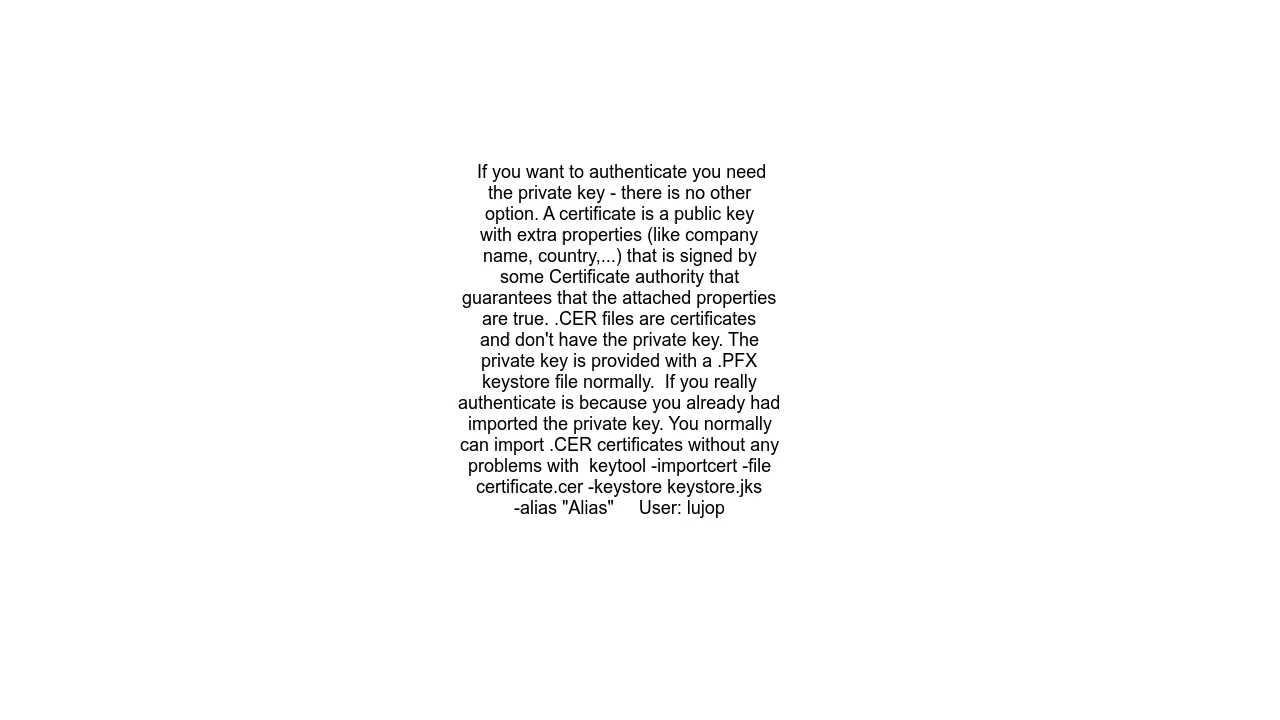 If you want to authenticate you need
the private key - there is no other
option. A certificate is a public key
with extra properties (like company
name, country,...) that is signed by
some Certificate authority that
guarantees that the attached properties
are true. .CER files are certificates
and don't have the private key. The
private key is provided with a .PFX
keystore file normally.  If you really
authenticate is because you already had
imported the private key. You normally
can import .CER certificates without any
problems with  keytool -importcert -file
certificate.cer -keystore keystore.jks
-alias "Alias"     User: lujop